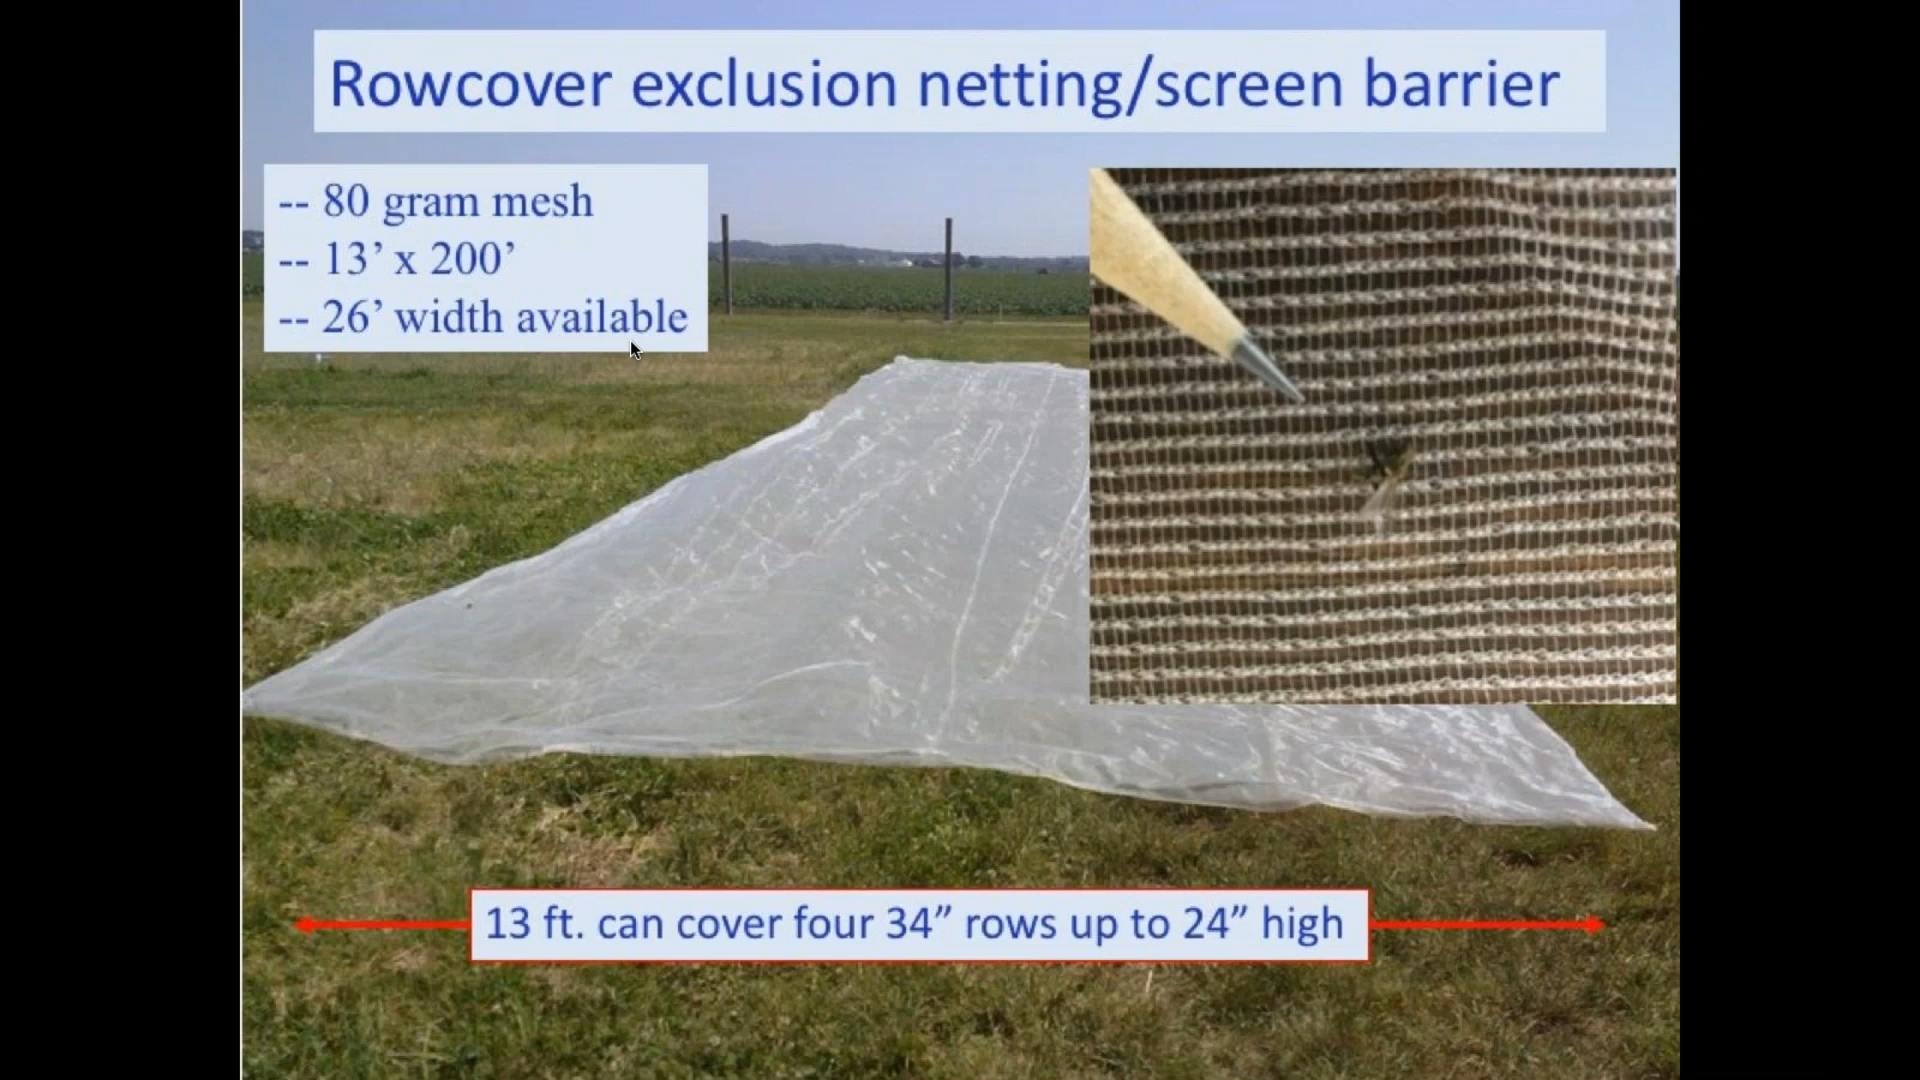 Rowcover exclusion netting/screen barrier
-- 80 gram mesh
-- 13’ x 200’
-- 26’ width available
13 ft. can cover four 34” rows up to 24” high